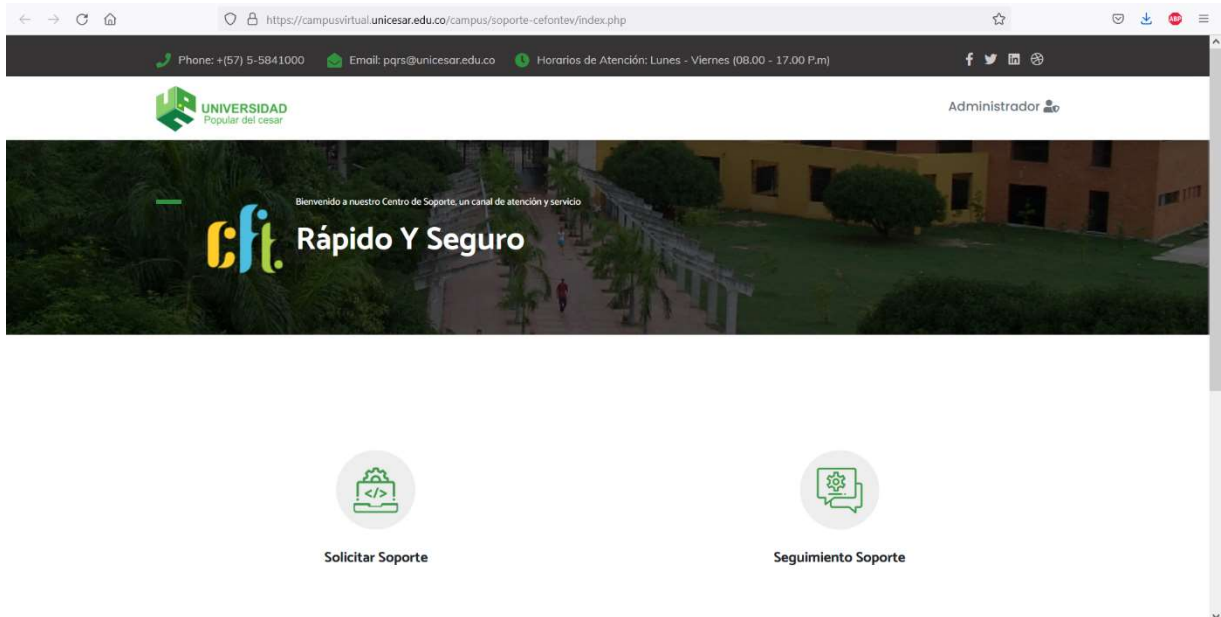 https://campusvirtual.unicesar.edu.co/campus/soporte-cefontev/index.php
ABP
Phone: +(57) 5-5841000 Email: pqrs@unicesar.edu.co Horarios de Atención: Lunes - Viernes (08.00 - 17.00 P.m)
UNIVERSIDAD
Popular del cesar
Administrador
Bienvenido a nuestro Centro de Soporte, un canal de atención y servicio
cft.
Rápido Y Seguro
Solicitar Soporte Seguimiento Soporte